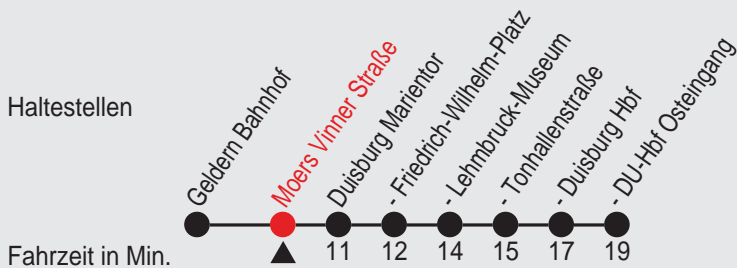 Haltestellen
Geldern Bahnhof
Moers Vinner Straße
Duisburg Marientor
- Friedrich-Wilhelm-Platz
- Lehmbruck-Museum
- Tonhallenstraße
- Duisburg Hbf
- DU-Hbf Osteingang
Fahrzeit in Min. 11 12 14 15 17 19